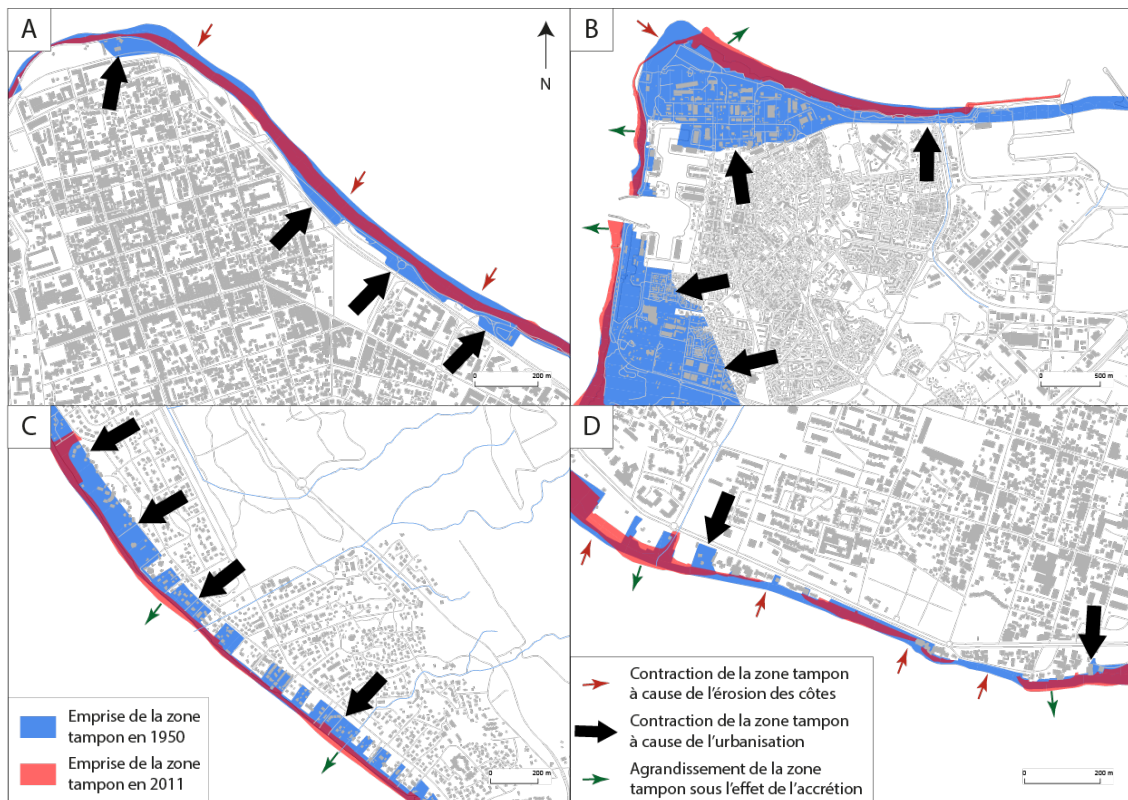 A
N
200 m
B
500 m
C
Emprise de la zone
tampon en 1950
Emprise de la zone
tampon en 2011
200 m
D
Contraction de la zone tampon
à cause de l'érosion des côtes
Contraction de la zone tampon
à cause de l'urbanisation
Agrandissement de la zone
tampon sous l'effet de l'accrétion
200 m